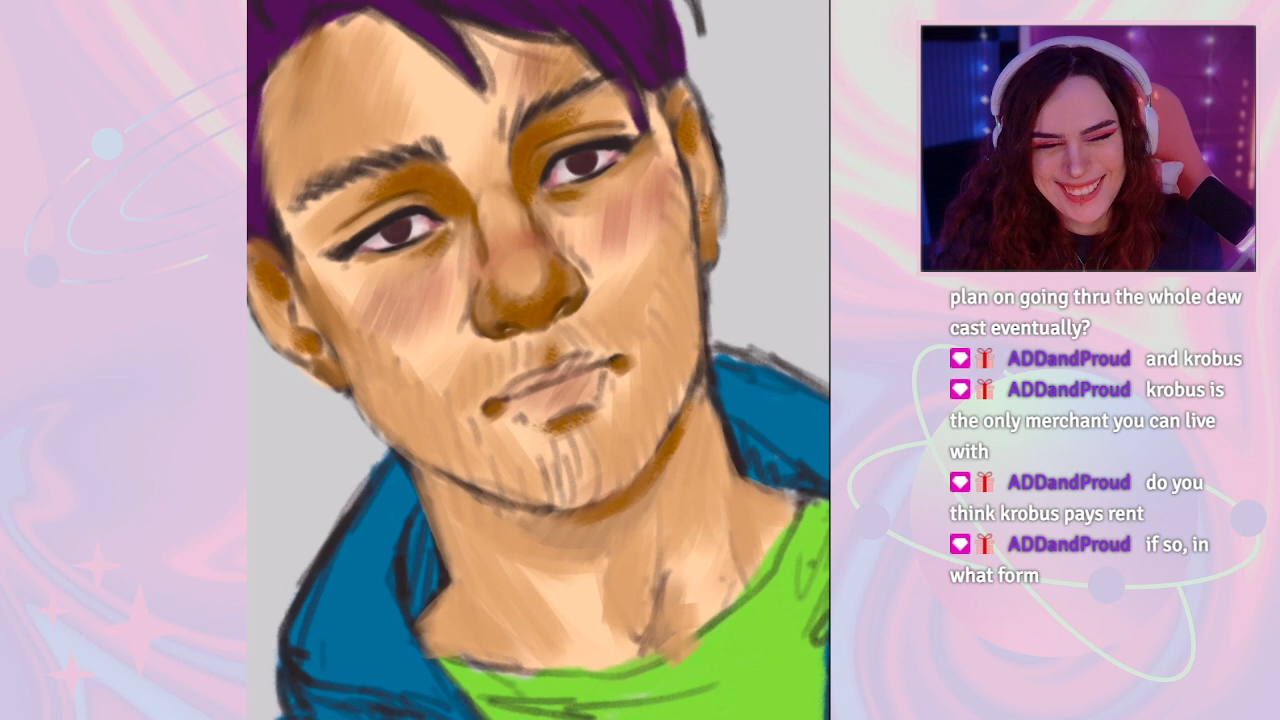 plan on going thru the whole dew
cast eventually?
ADDandProud and krobus
ADDandProud krobus is
the only merchant you can live
with
ADDandProud do you
think krobus pays rent
ADDandProud if so, in
what form